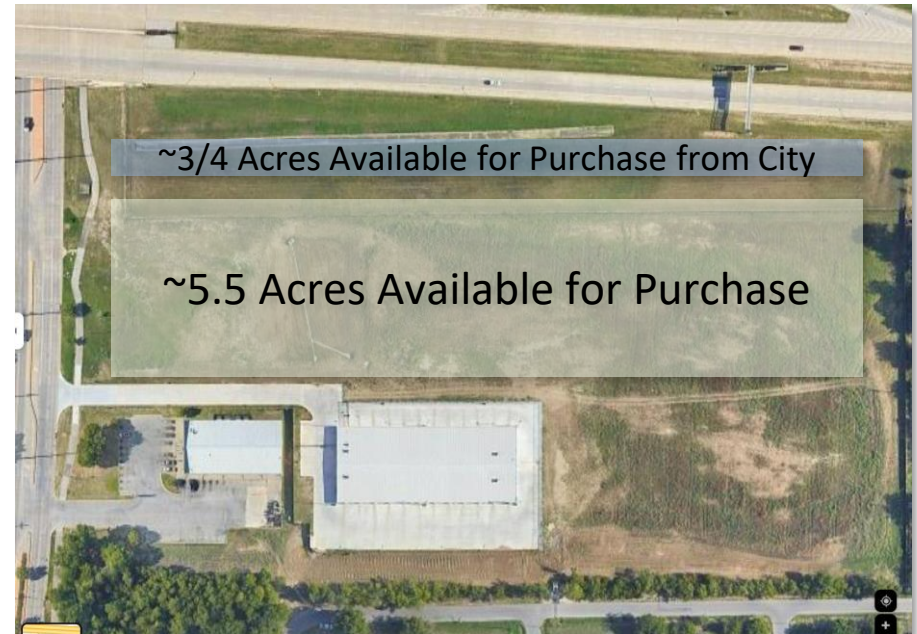 ~3/4 Acres Available for Purchase from City
~5.5 Acres Available for Purchase